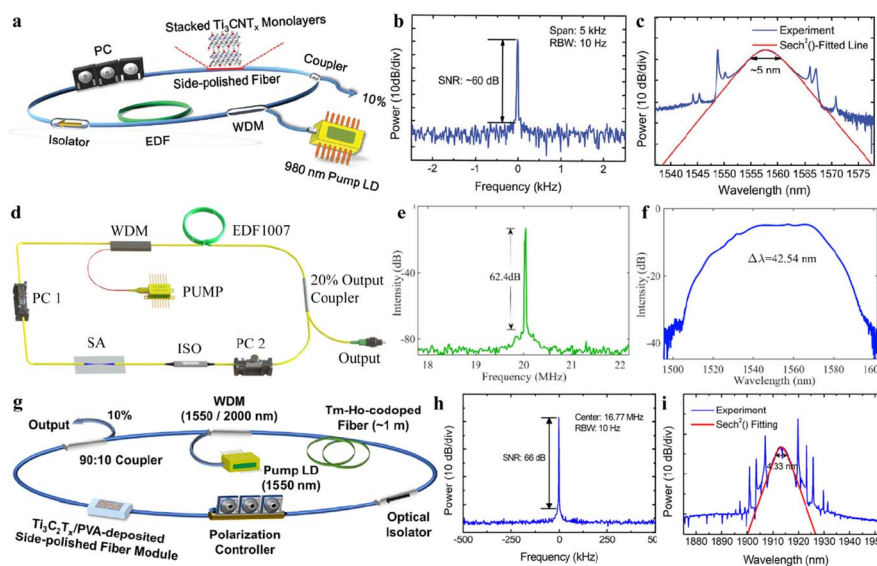 a
Stacked Ti₃CNTₓ Monolayers
PC
Side-polished Fiber
Coupler
10%
Isolator
EDF
WDM
980 nm Pump LD
b
Span: 5 kHz
RBW: 10 Hz
SNR: ~60 dB
Power (10dB/div)
-2 -1 0 1 2
Frequency (kHz)
c
Experiment
Sech²()-Fitted Line
~5 nm
Power (10 dB/div)
1540 1545 1550 1555 1560 1565 1570 1575
Wavelength (nm)
d
WDM
EDF1007
PUMP
20% Output
Coupler
PC 1
SA
ISO
PC 2
Output
e
62.4dB
Intensity (dB)
0
-40
-80
18 19 20 21 22
Frequency (MHz)
f
Δλ=42.54 nm
Intensity (dB)
0
-20
-40
1500 1520 1540 1560 1580
Wavelength (nm)
g
Output
10%
WDM
(1550 / 2000 nm)
Tm-Ho-codoped
Fiber (~1 m)
90:10 Coupler
Pump LD
(1550 nm)
Ti₃C₂Tₓ/PVA-deposited
Side-polished Fiber Module
Polarization
Controller
Optical
Isolator
h
Center: 16.77 MHz
RBW: 10 Hz
SNR: 66 dB
Power (10 dB/div)
-500 -250 0 250
Frequency (kHz)
i
Experiment
Sech²() Fitting
4.33 nm
Power (10 dB/div)
1880 1890 1900 1910 1920 1930 1940
Wavelength (nm)